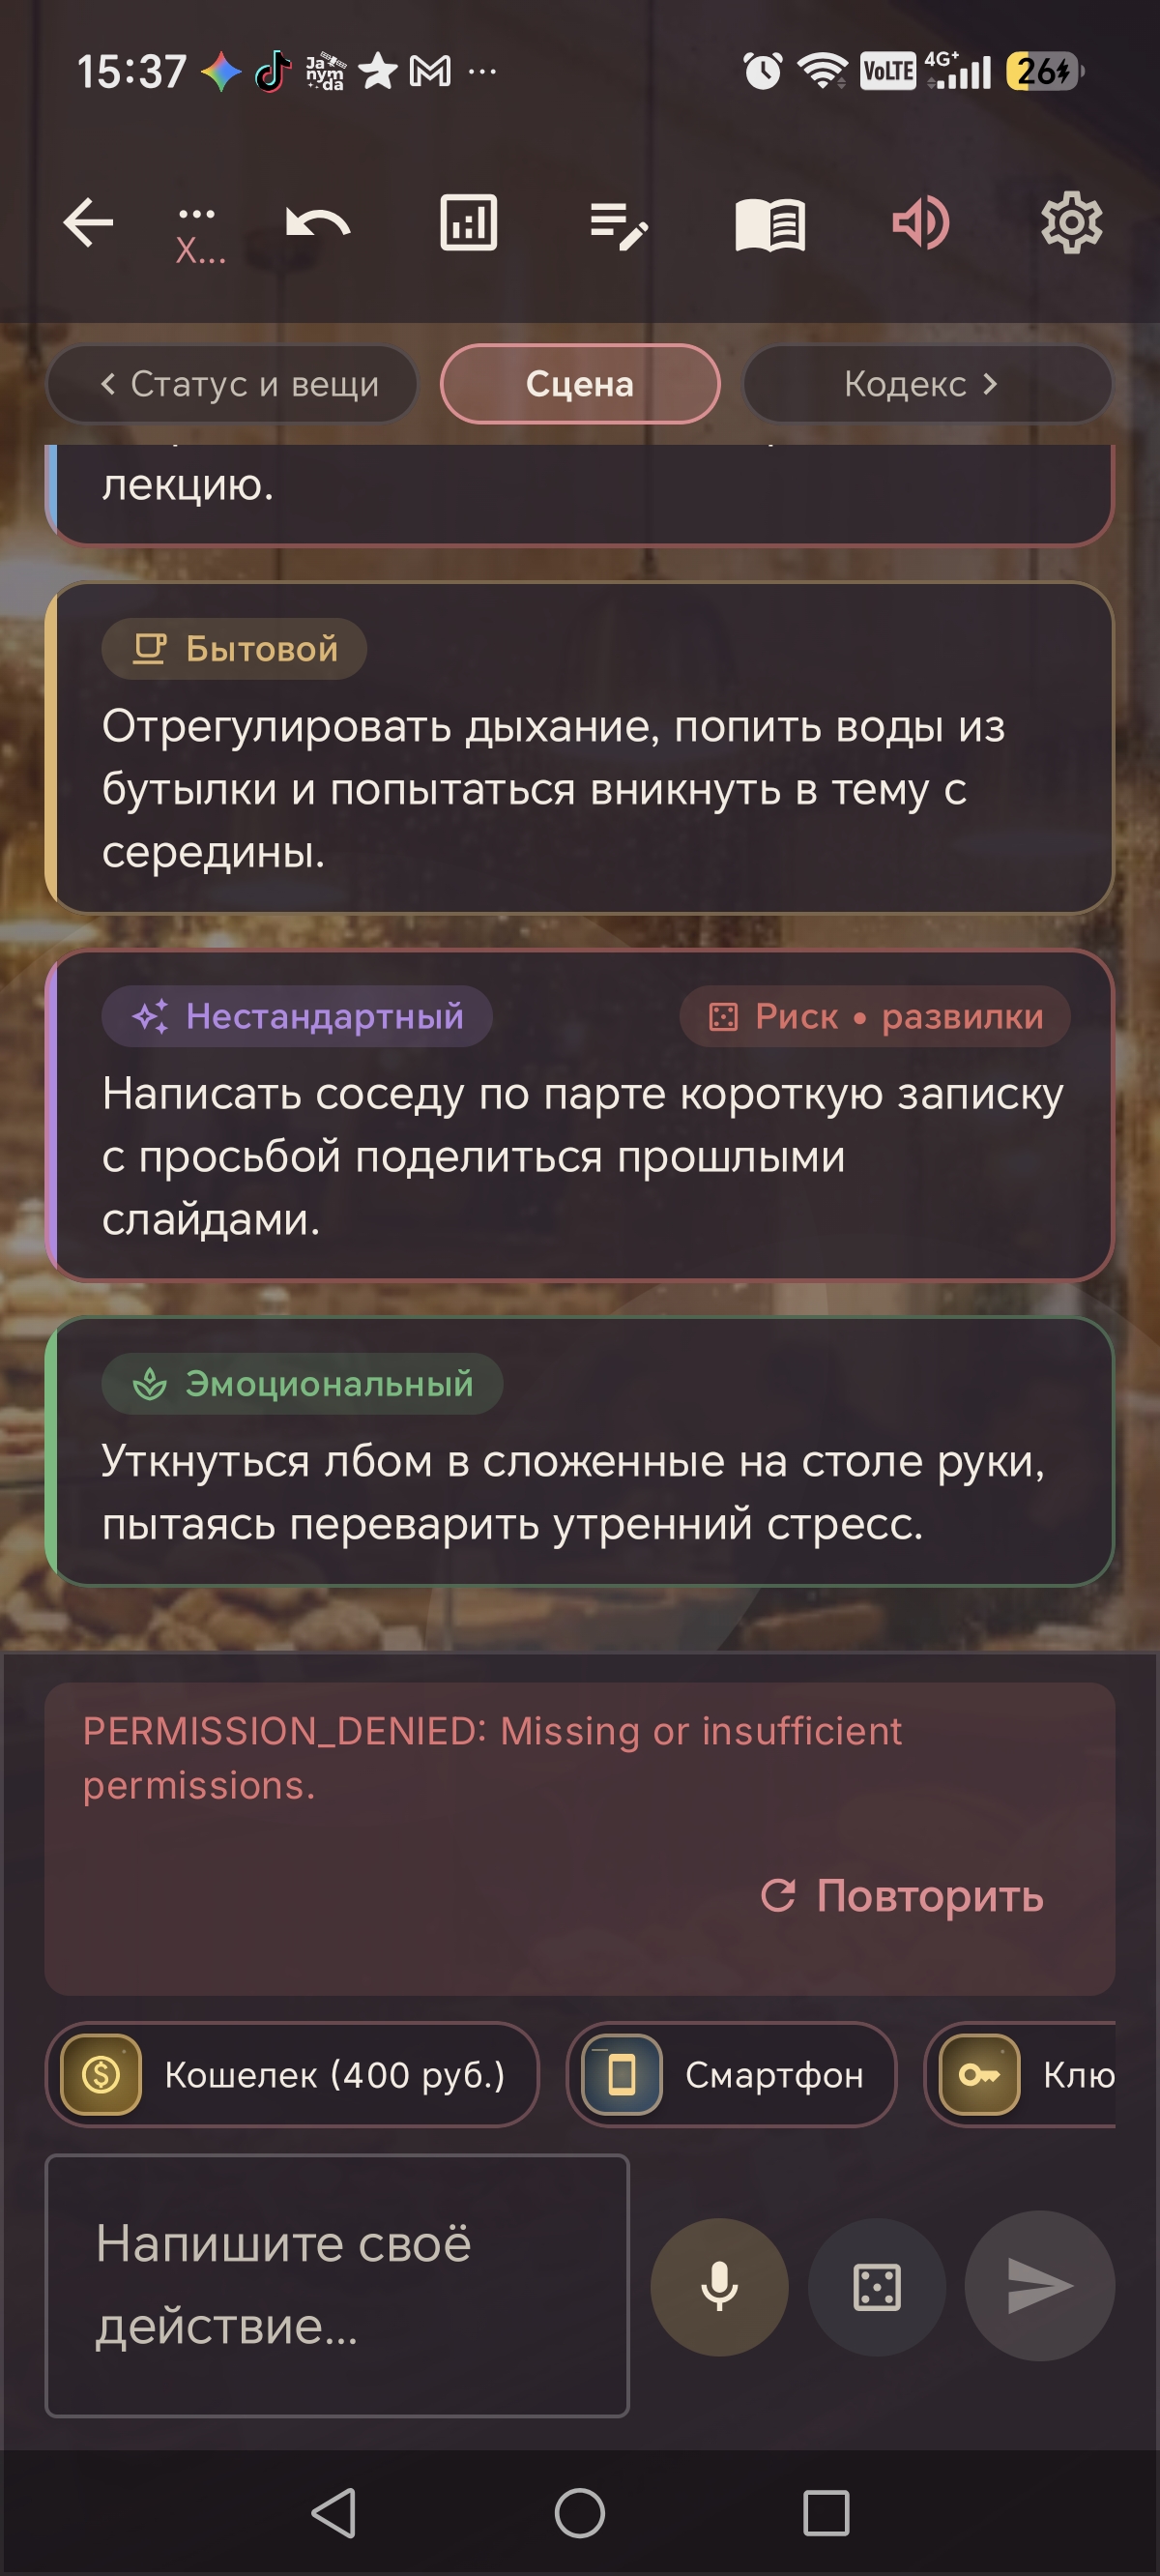 15:37
Ja
nym
da
VoLTE
4G+
26
...
X...
Статус и вещи
Сцена
Кодекс
лекцию.
Бытовой
Отрегулировать дыхание, попить воды из
бутылки и попытаться вникнуть в тему с
середины.
Нестандартный
Риск • развилки
Написать соседу по парте короткую записку
с просьбой поделиться прошлыми
слайдами.
Эмоциональный
Уткнуться лбом в сложенные на столе руки,
пытаясь переварить утренний стресс.
PERMISSION_DENIED: Missing or insufficient
permissions.
Повторить
Кошелек (400 руб.)
Смартфон
Клю
Напишите своё
действие...